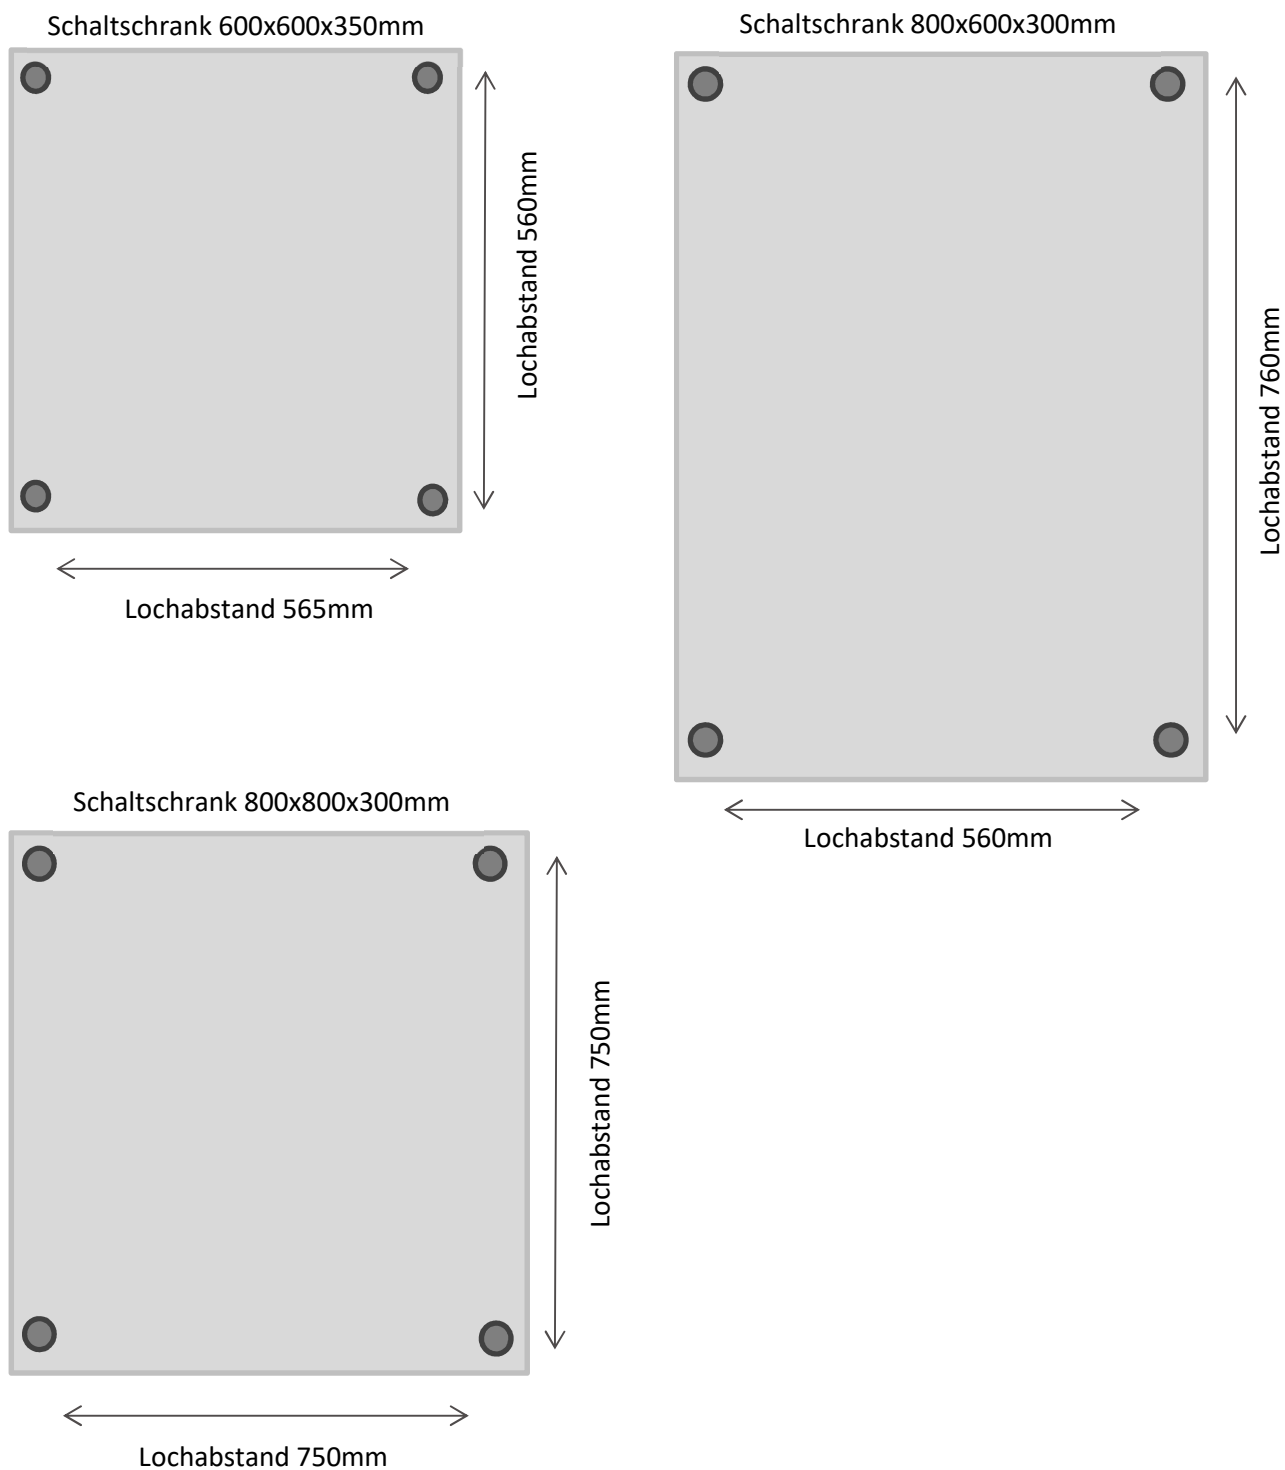 Schaltschrank 600x600x350mm
Lochabstand 560mm
Lochabstand 565mm
Schaltschrank 800x600x300mm
Lochabstand 760mm
Lochabstand 560mm
Schaltschrank 800x800x300mm
Lochabstand 750mm
Lochabstand 750mm